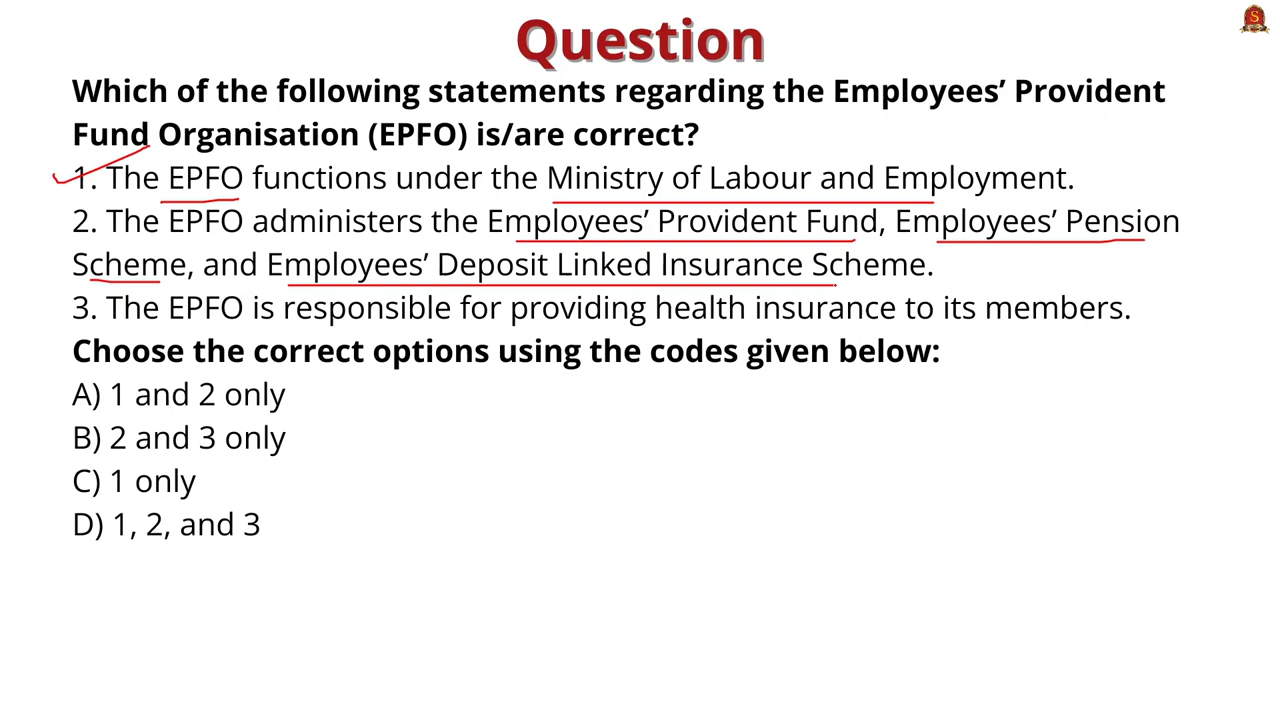 Question
Which of the following statements regarding the Employees’ Provident
Fund Organisation (EPFO) is/are correct?
1. The EPFO functions under the Ministry of Labour and Employment.
2. The EPFO administers the Employees’ Provident Fund, Employees’ Pension
Scheme, and Employees’ Deposit Linked Insurance Scheme.
3. The EPFO is responsible for providing health insurance to its members.
Choose the correct options using the codes given below:
A) 1 and 2 only
B) 2 and 3 only
C) 1 only
D) 1, 2, and 3